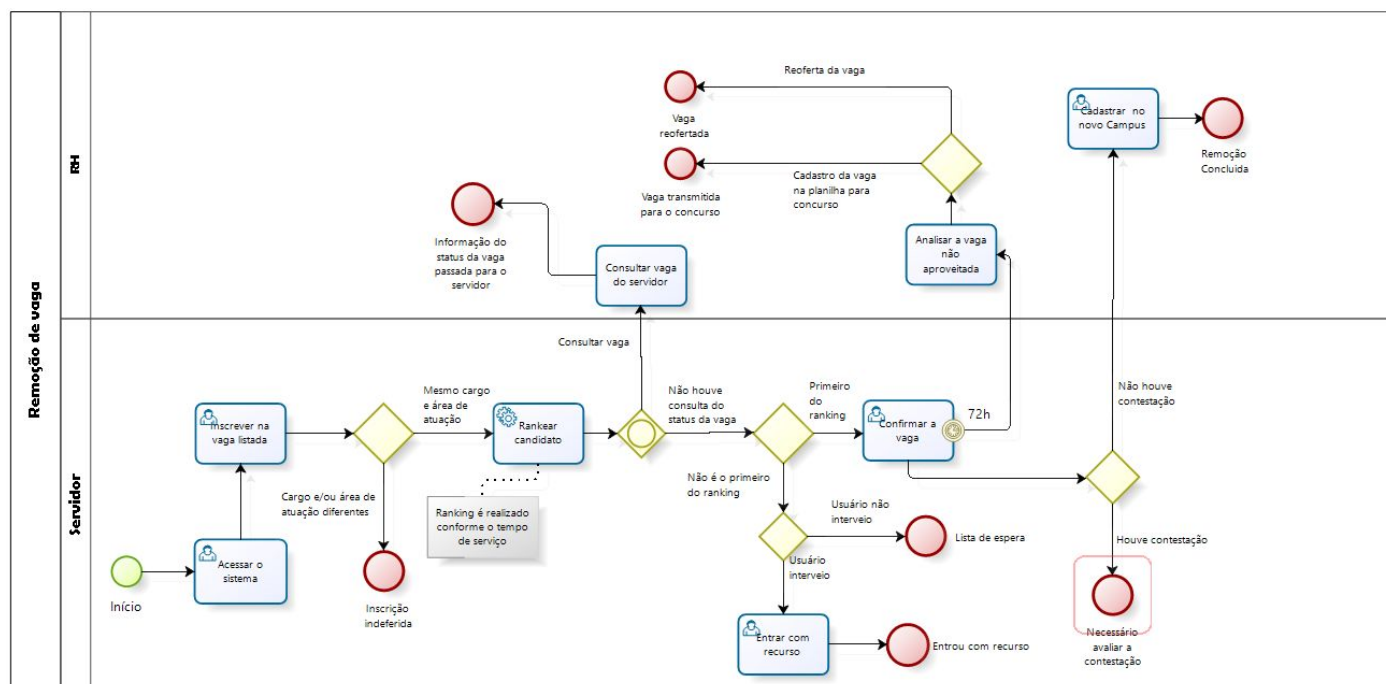 Remoção de vaga
RH
Reoferta da vaga
Vaga
reofertada
Cadastro da vaga
na planilha para
concurso
Vaga transmitida
para o concurso
Cadastrar no
novo Campus
Remoção
Concluida
Informação do
status da vaga
passada para o
servidor
Consultar vaga
do servidor
Analisar a vaga
não
aproveitada
Servidor
Consultar vaga
Mesmo cargo
e área de
atuação
Não houve
consulta do
status da vaga
Primeiro
do
ranking
72h
Não houve
contestação
Inscrever na
vaga listada
Rankear
candidato
Confirmar a
vaga
Cargo e/ou área de
atuação diferentes
Não é o primeiro
do ranking
Ranking é realizado
conforme o tempo
de serviço
Usuário não
interveio
Lista de espera
Houve contestação
Início
Acessar o
sistema
Usuário
interveio
Inscrição
indeferida
Entrar com
recurso
Entrou com recurso
Necessário
avaliar a
contestação